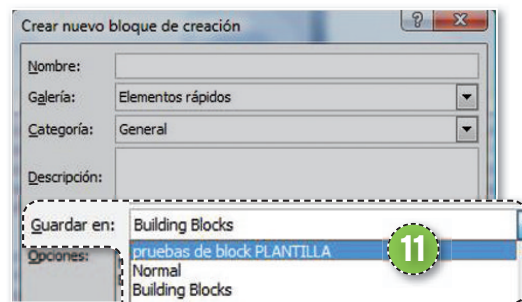 Crear nuevo bloque de creación
Nombre:
Galería: Elementos rápidos
Categoría: General
Descripción:
Guardar en: Building Blocks
Opciones: pruebas de block PLANTILLA
Normal
Building Blocks
11